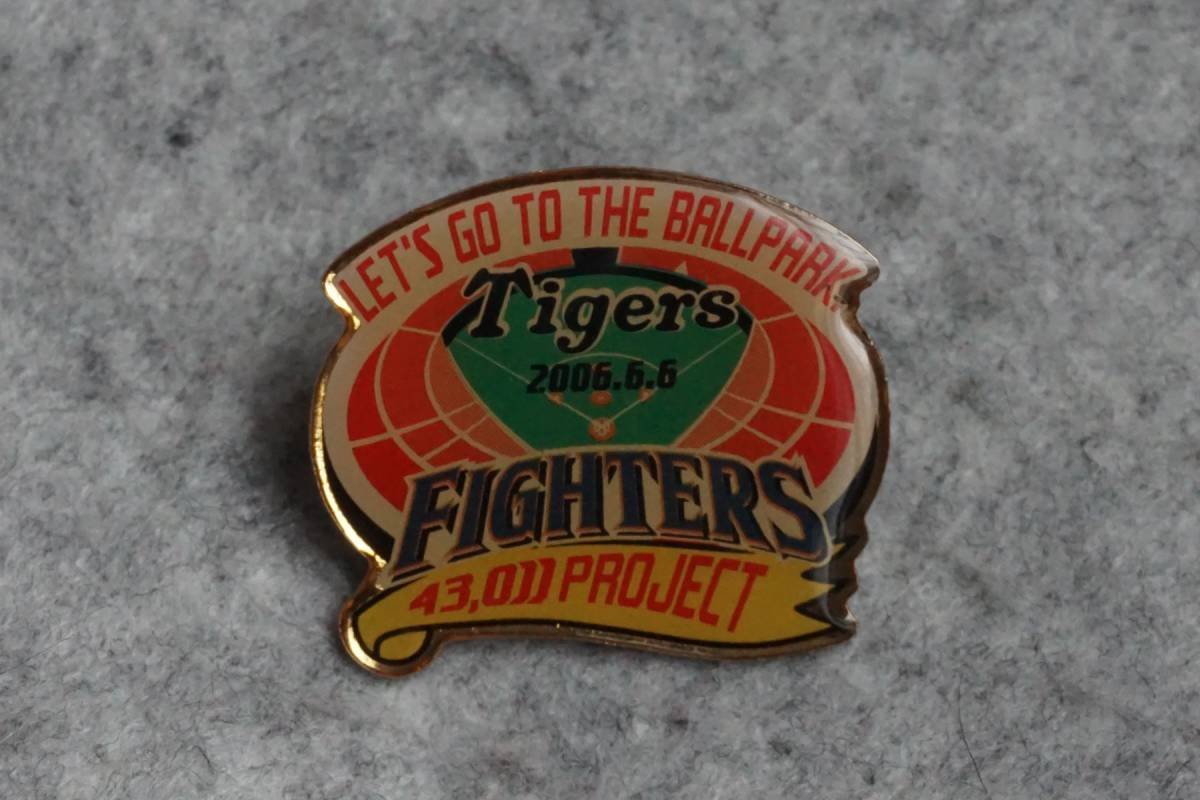 LET'S GO TO THE BALLPARK!
Tigers
2006.6.6
FIGHTERS
43,0)) PROJECT